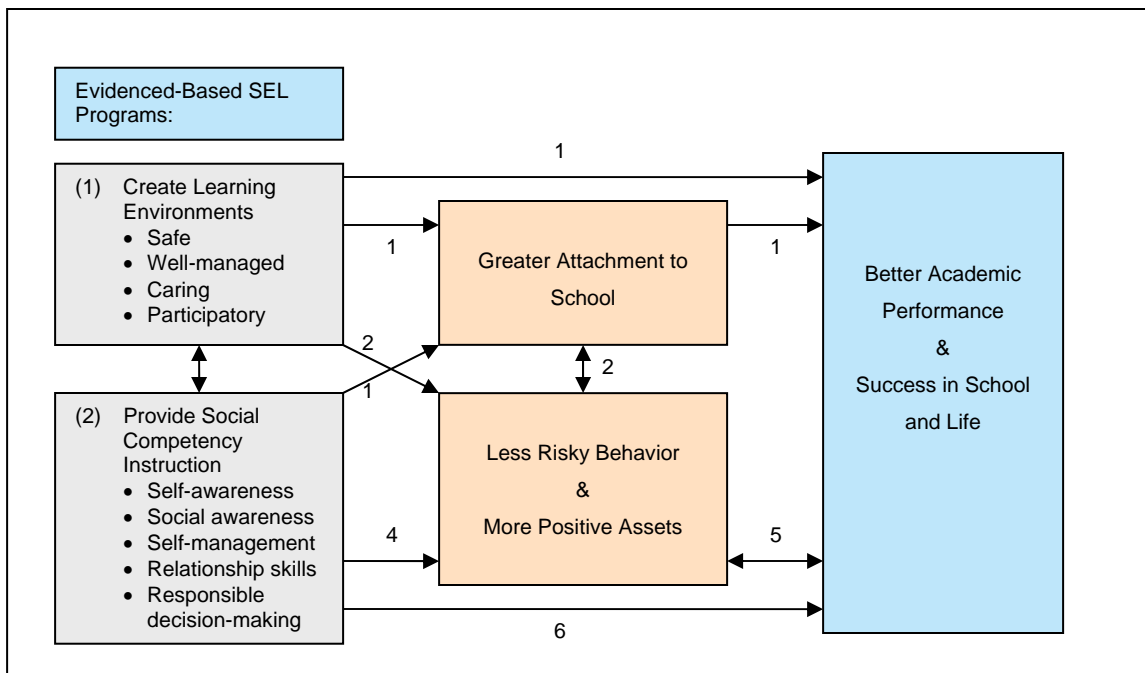 Evidenced-Based SEL
Programs:
(1) Create Learning
Environments
• Safe
• Well-managed
• Caring
• Participatory
(2) Provide Social
Competency
Instruction
• Self-awareness
• Social awareness
• Self-management
• Relationship skills
• Responsible
decision-making
1
1
Greater Attachment to
School
1
2
1
2
Less Risky Behavior
&
More Positive Assets
4
5
6
Better Academic
Performance
&
Success in School
and Life